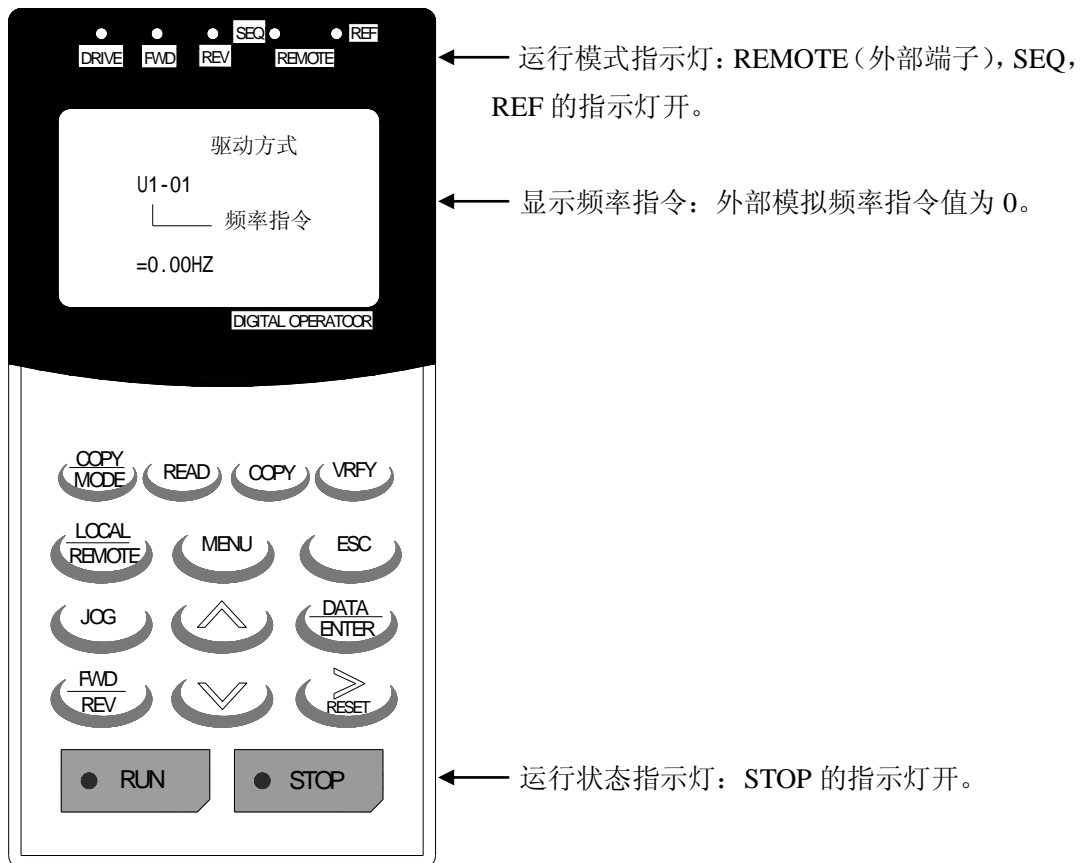 SEQ REF
DRIVE FWD REV REMOTE
运行模式指示灯：REMOTE（外部端子），SEQ，
REF 的指示灯开。
驱动方式
U1-01
频率指令
=0.00HZ
显示频率指令：外部模拟频率指令值为 0。
DIGITAL OPERATOOR
COPY
MODE
READ
COPY
VRFY
LOCAL
REMOTE
MENU
ESC
JOG
DATA
ENTER
FWD
REV
RESET
RUN
STOP
运行状态指示灯：STOP 的指示灯开。